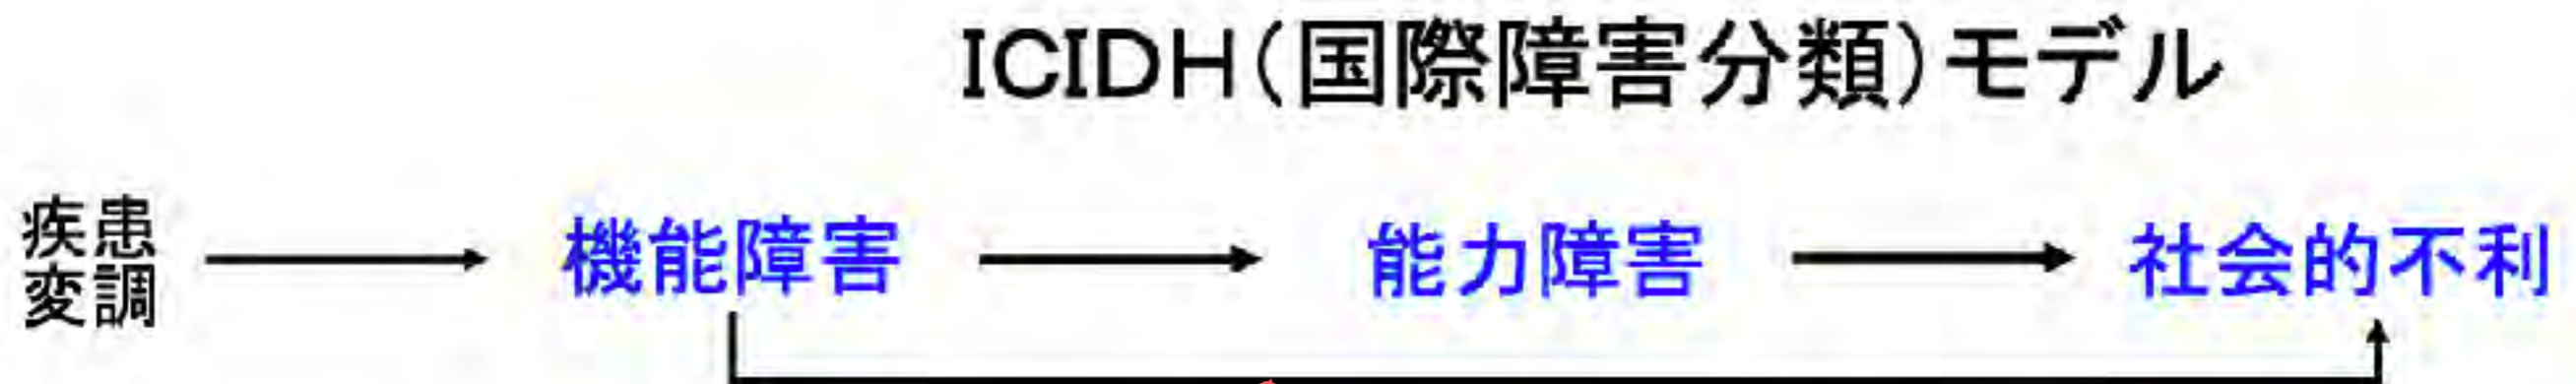 ICIDH(国際障害分類)モデル
疾患
変調
機能障害
能力障害
社会的不利